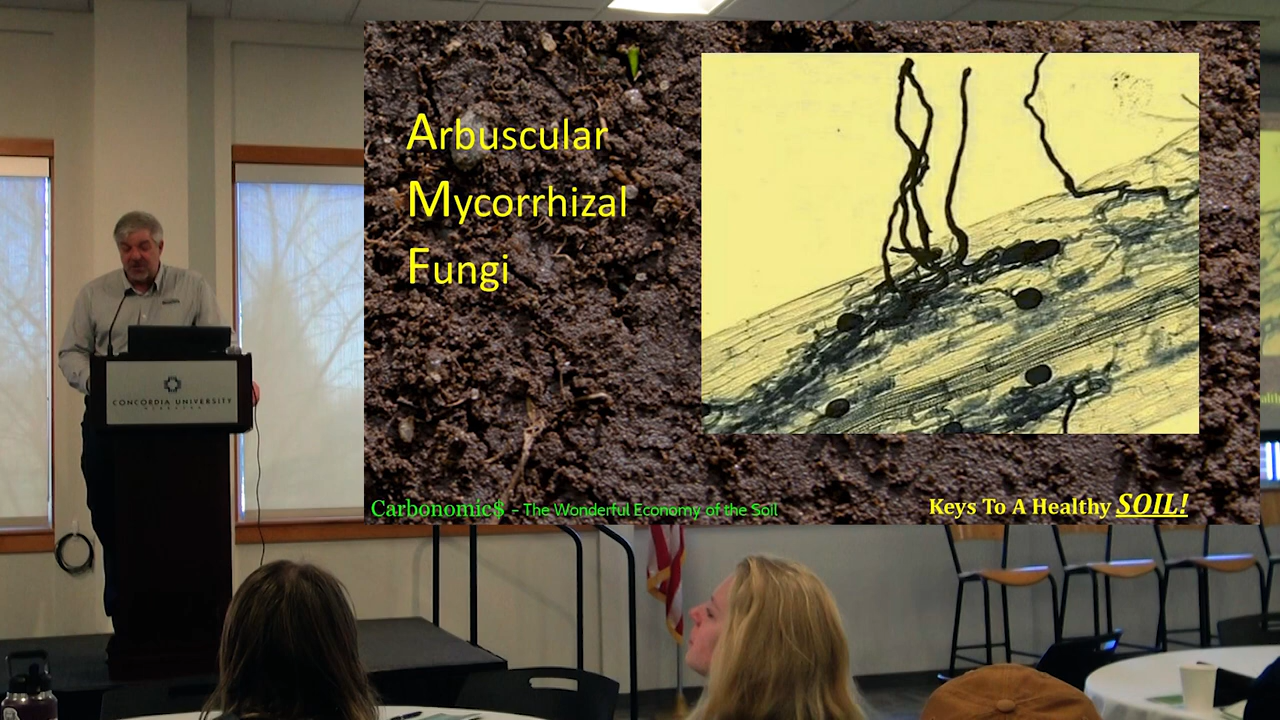 Arbuscular
Mycorrhizal
Fungi
Carbonomic$ - The Wonderful Economy of the Soil
Keys To A Healthy SOIL!
CONCORDIA UNIVERSITY